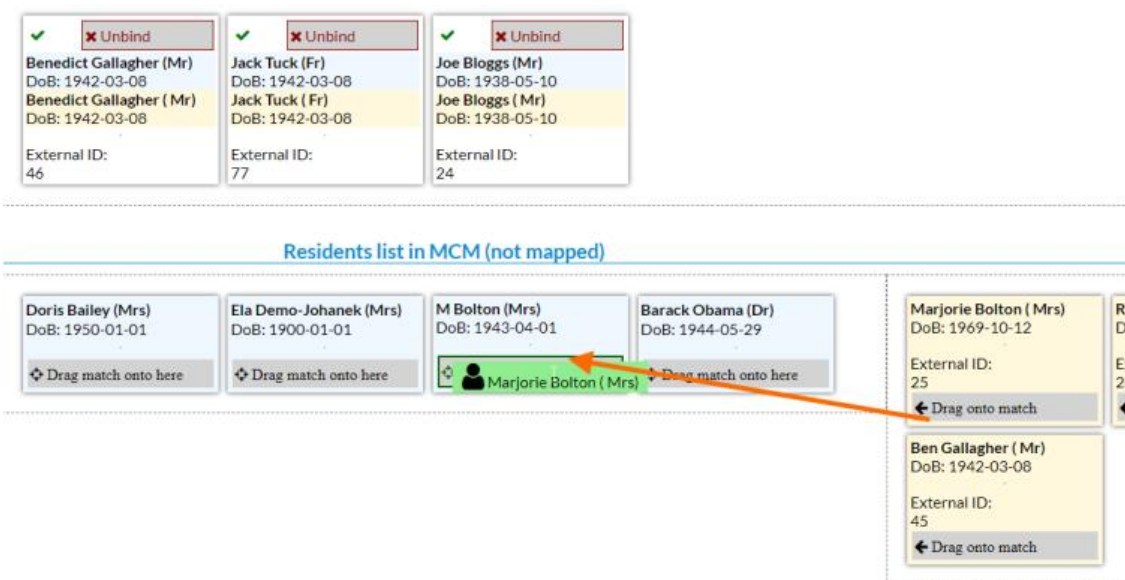 ✖ Unbind
Benedict Gallagher (Mr)
DoB: 1942-03-08
Benedict Gallagher ( Mr)
DoB: 1942-03-08
External ID:
46
✖ Unbind
Jack Tuck (Fr)
DoB: 1942-03-08
Jack Tuck ( Fr)
DoB: 1942-03-08
External ID:
77
✖ Unbind
Joe Bloggs (Mr)
DoB: 1938-05-10
Joe Bloggs ( Mr)
DoB: 1938-05-10
External ID:
24
Residents list in MCM (not mapped)
Doris Bailey (Mrs)
DoB: 1950-01-01
Drag match onto here
Ela Demo-Johanek (Mrs)
DoB: 1900-01-01
Drag match onto here
M Bolton (Mrs)
DoB: 1943-04-01
Marjorie Bolton ( Mrs)
Barack Obama (Dr)
DoB: 1944-05-29
Drag match onto here
Marjorie Bolton ( Mrs)
DoB: 1969-10-12
External ID:
25
Drag onto match
Ben Gallagher ( Mr)
DoB: 1942-03-08
External ID:
45
Drag onto match